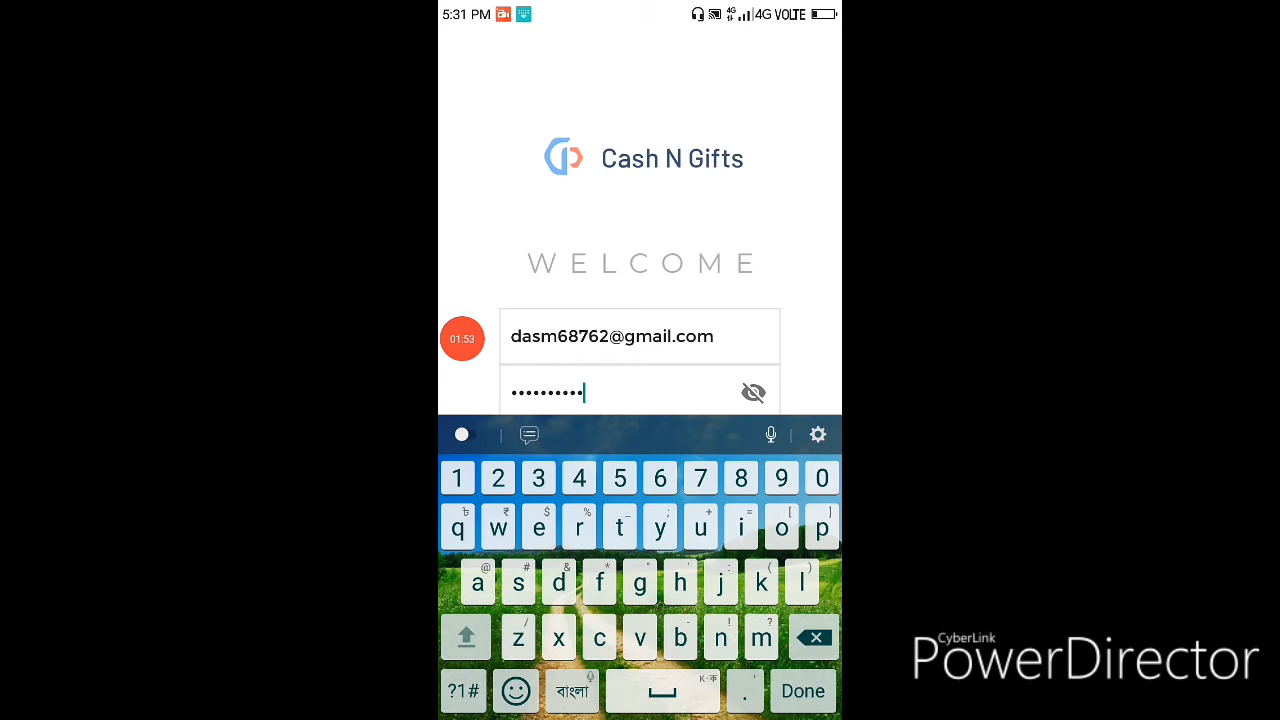 5:31 PM 4G 4G VOLTE
Cash N Gifts
WELCOME
01:53
dasm68762@gmail.com
••••••••••
1 2 3 4 5 6 7 8 9 0
৳ ₹ $ % _ ; + = [ ]
q w e r t y u i o p
@ # & * " ' : ( )
a s d f g h j k l
/ - ! ?
z x c v b n m
?1# বাংলা K-ক . ' Done
CyberLink
PowerDirector